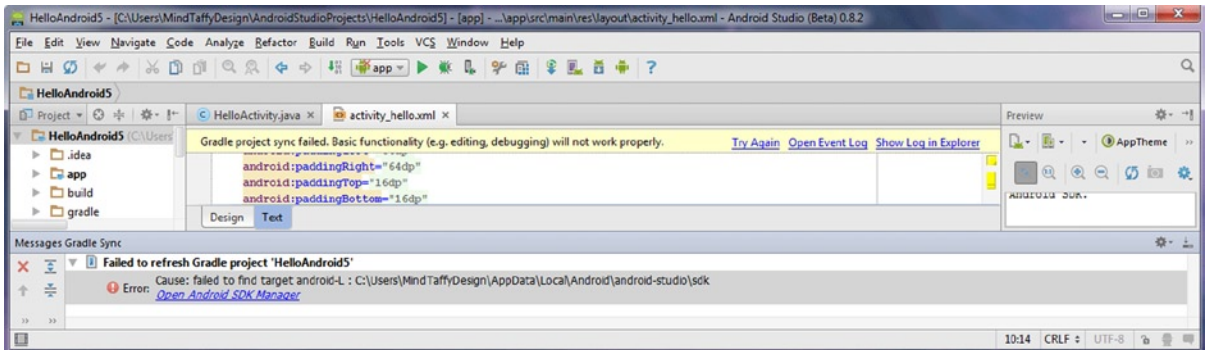 HelloAndroid5 - [C:\Users\MindTaffyDesign\AndroidStudioProjects\HelloAndroid5] - [app] - ...\app\src\main\res\layout\activity_hello.xml - Android Studio (Beta) 0.8.2
File Edit View Navigate Code Analyze Refactor Build Run Tools VCS Window Help
app
HelloAndroid5
Project
HelloActivity.java
activity_hello.xml
Preview
HelloAndroid5 (C:\Users
.idea
app
build
gradle
Gradle project sync failed. Basic functionality (e.g. editing, debugging) will not work properly. Try Again Open Event Log Show Log in Explorer
android:paddingRight="64dp"
android:paddingTop="16dp"
android:paddingBottom="16dp"
Design Text
AppTheme
Android SDK.
Messages Gradle Sync
Failed to refresh Gradle project 'HelloAndroid5'
Error: Cause: failed to find target android-L : C:\Users\MindTaffyDesign\AppData\Local\Android\android-studio\sdk
Open Android SDK Manager
10:14 CRLF UTF-8